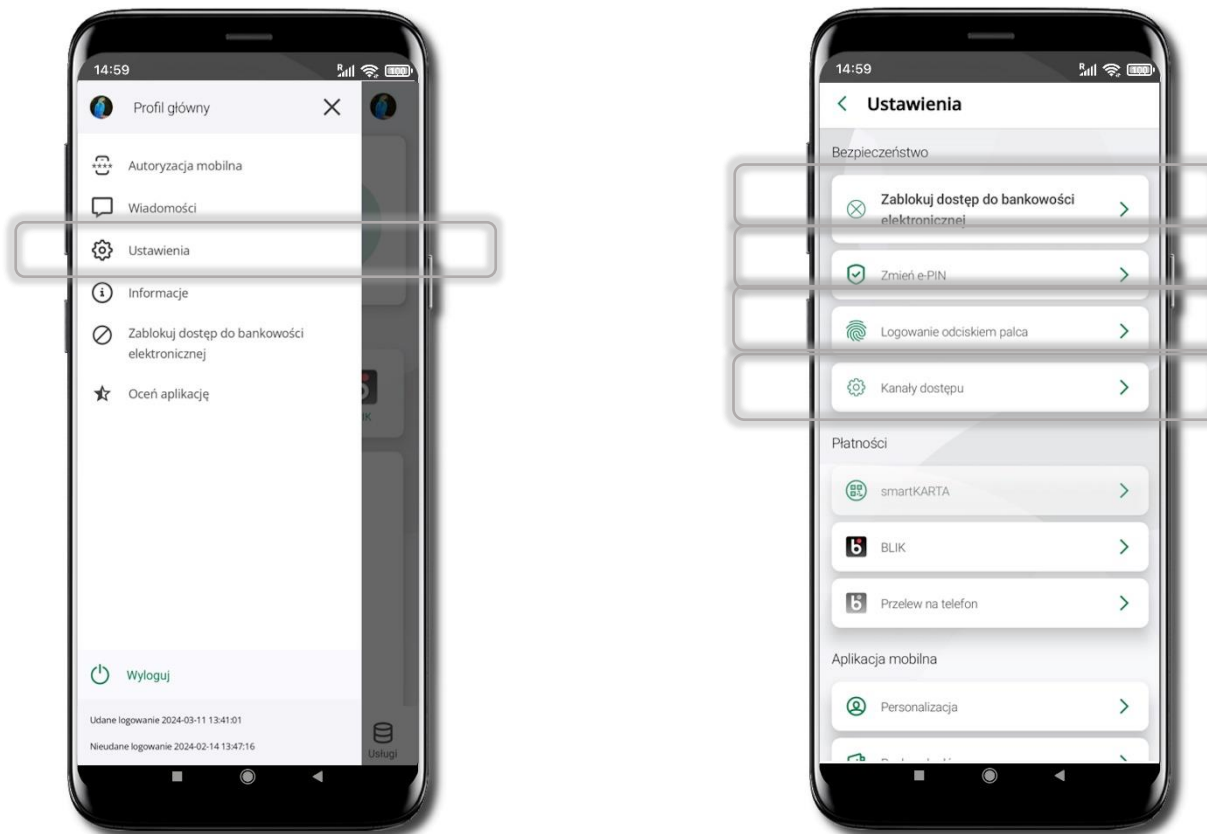 14:59
Profil główny
Autoryzacja mobilna
Wiadomości
Ustawienia
Informacje
Zablokuj dostęp do bankowości
elektronicznej
Oceń aplikację
Wyloguj
Udane logowanie 2024-03-11 13:41:01
Nieudane logowanie 2024-02-14 13:47:16
Usługi
14:59
Ustawienia
Bezpieczeństwo
Zablokuj dostęp do bankowości
elektronicznej
Zmień e-PIN
Logowanie odciskiem palca
Kanały dostępu
Płatności
smartKARTA
BLIK
Przelew na telefon
Aplikacja mobilna
Personalizacja